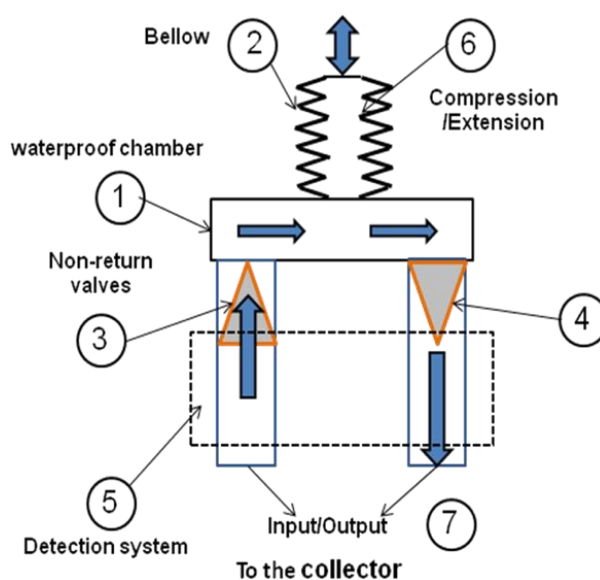 Bellow
2
6
Compression
/Extension
waterproof chamber
1
Non-return
valves
3
4
5
Detection system
Input/Output
7
To the collector